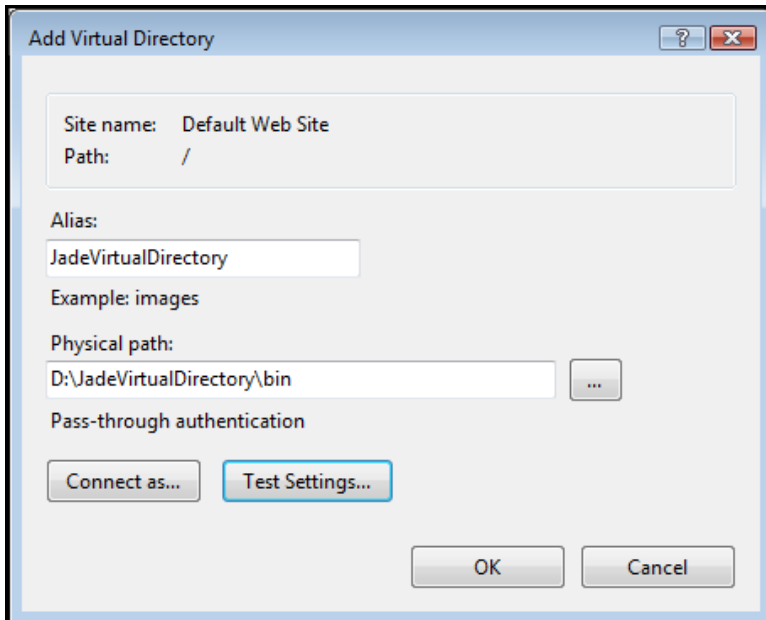 Add Virtual Directory
Site name: Default Web Site
Path: /
Alias:
JadeVirtualDirectory
Example: images
Physical path:
D:\JadeVirtualDirectory\bin
...
Pass-through authentication
Connect as... Test Settings...
OK Cancel